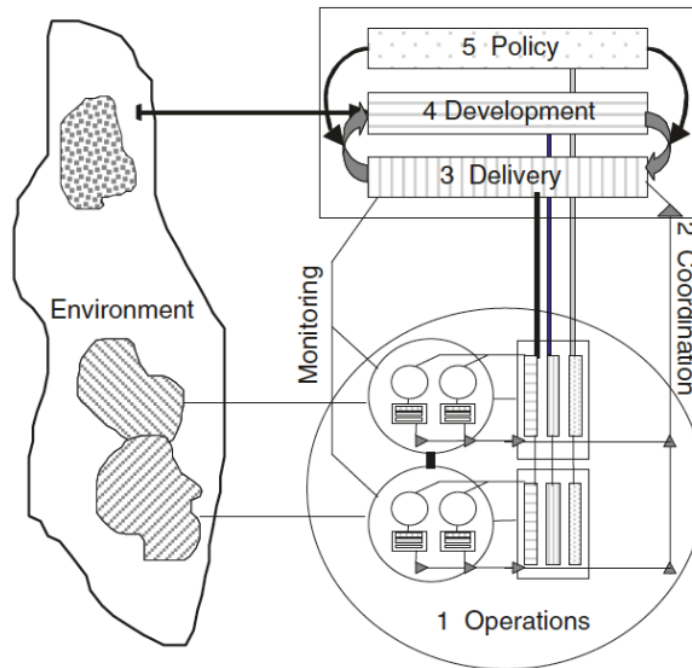 5 Policy
4 Development
3 Delivery
Environment
Monitoring
2 Coordination
1 Operations